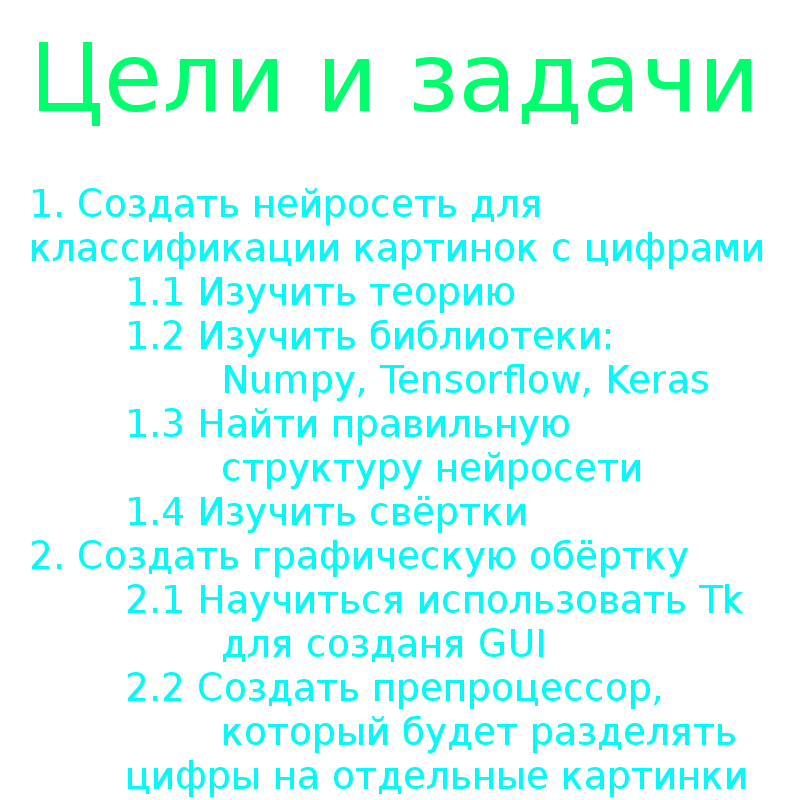 Цели и задачи
1. Создать нейросеть для
классификации картинок с цифрами
1.1 Изучить теорию
1.2 Изучить библиотеки:
Numpy, Tensorflow, Keras
1.3 Найти правильную
структуру нейросети
1.4 Изучить свёртки
2. Создать графическую обёртку
2.1 Научиться использовать Tk
для созданя GUI
2.2 Создать препроцессор,
который будет разделять
цифры на отдельные картинки